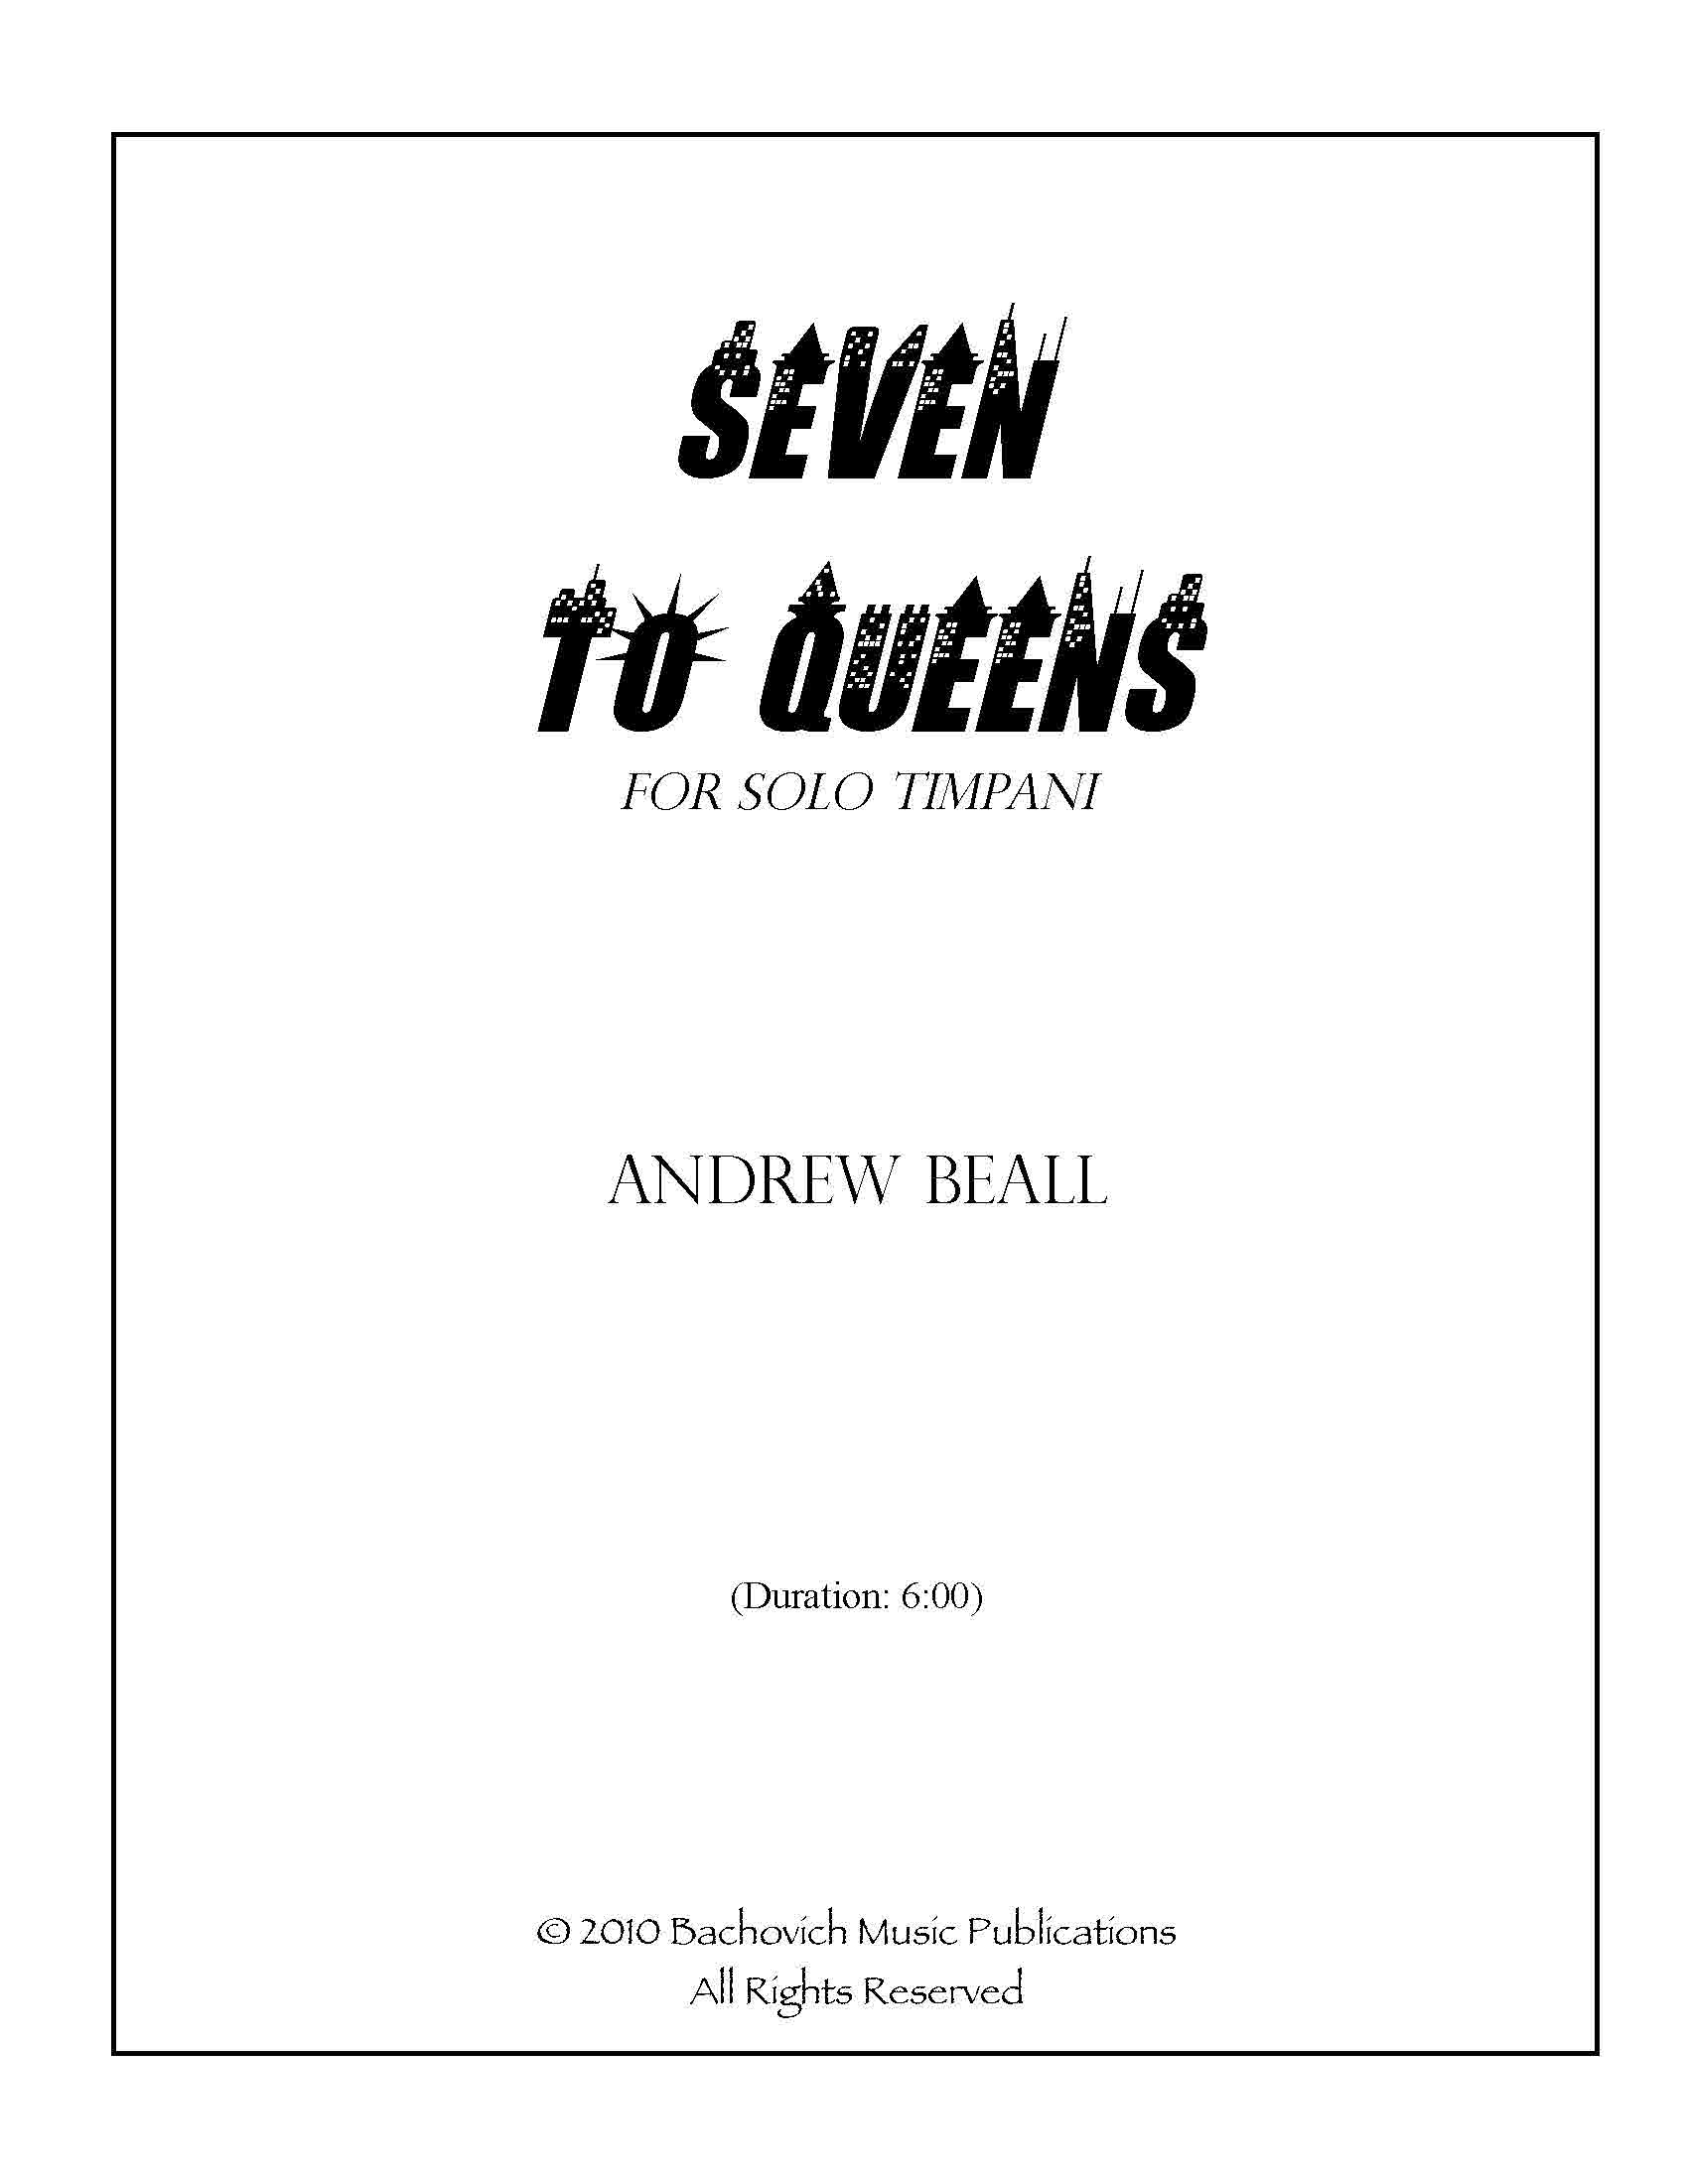 SEVEN
TO QUEENS
FOR SOLO TIMPANI
ANDREW BEALL
(Duration: 6:00)
© 2010 Bachovich Music Publications
All Rights Reserved